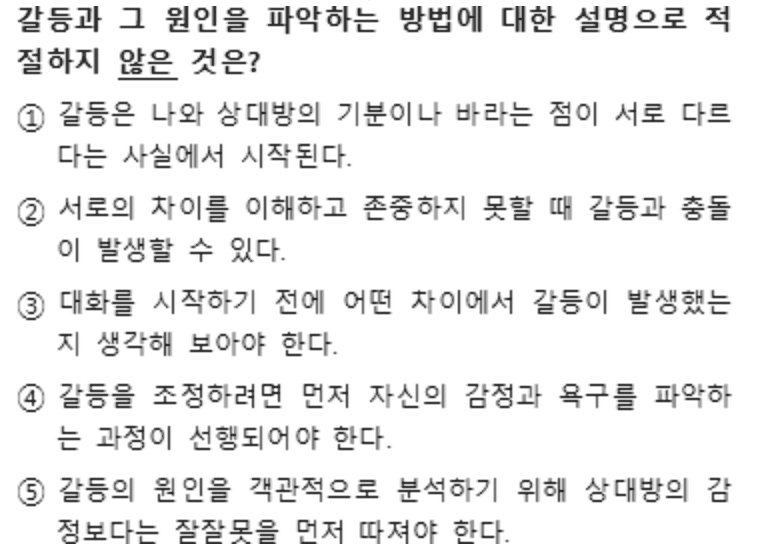 갈등과 그 원인을 파악하는 방법에 대한 설명으로 적
절하지 않은 것은?
① 갈등은 나와 상대방의 기분이나 바라는 점이 서로 다르
다는 사실에서 시작된다.
② 서로의 차이를 이해하고 존중하지 못할 때 갈등과 충돌
이 발생할 수 있다.
③ 대화를 시작하기 전에 어떤 차이에서 갈등이 발생했는
지 생각해 보아야 한다.
④ 갈등을 조정하려면 먼저 자신의 감정과 욕구를 파악하
는 과정이 선행되어야 한다.
⑤ 갈등의 원인을 객관적으로 분석하기 위해 상대방의 감
정보다는 잘잘못을 먼저 따져야 한다.